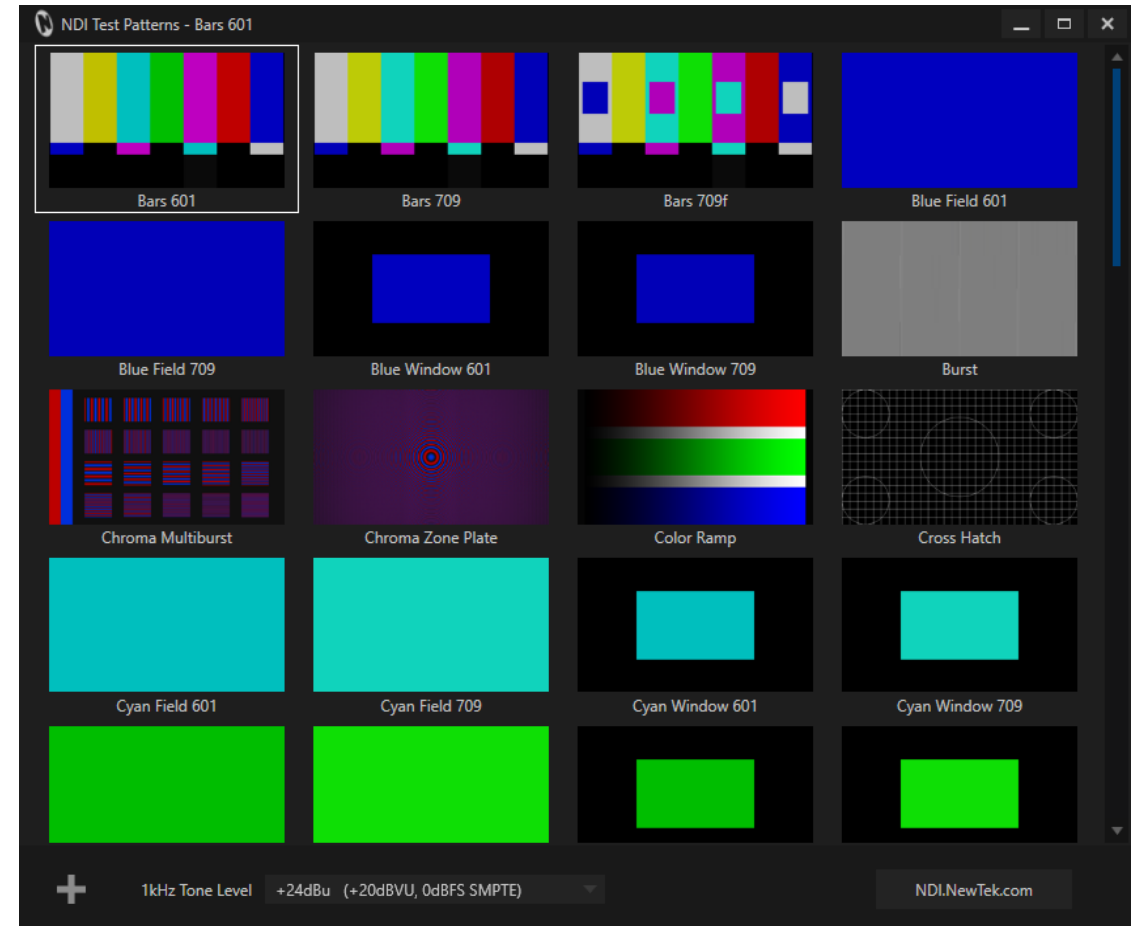 NDI Test Patterns - Bars 601
Bars 601
Bars 709
Bars 709f
Blue Field 601
Blue Field 709
Blue Window 601
Blue Window 709
Burst
Chroma Multiburst
Chroma Zone Plate
Color Ramp
Cross Hatch
Cyan Field 601
Cyan Field 709
Cyan Window 601
Cyan Window 709
1kHz Tone Level
+24dBu (+20dBVU, 0dBFS SMPTE)
NDI.NewTek.com